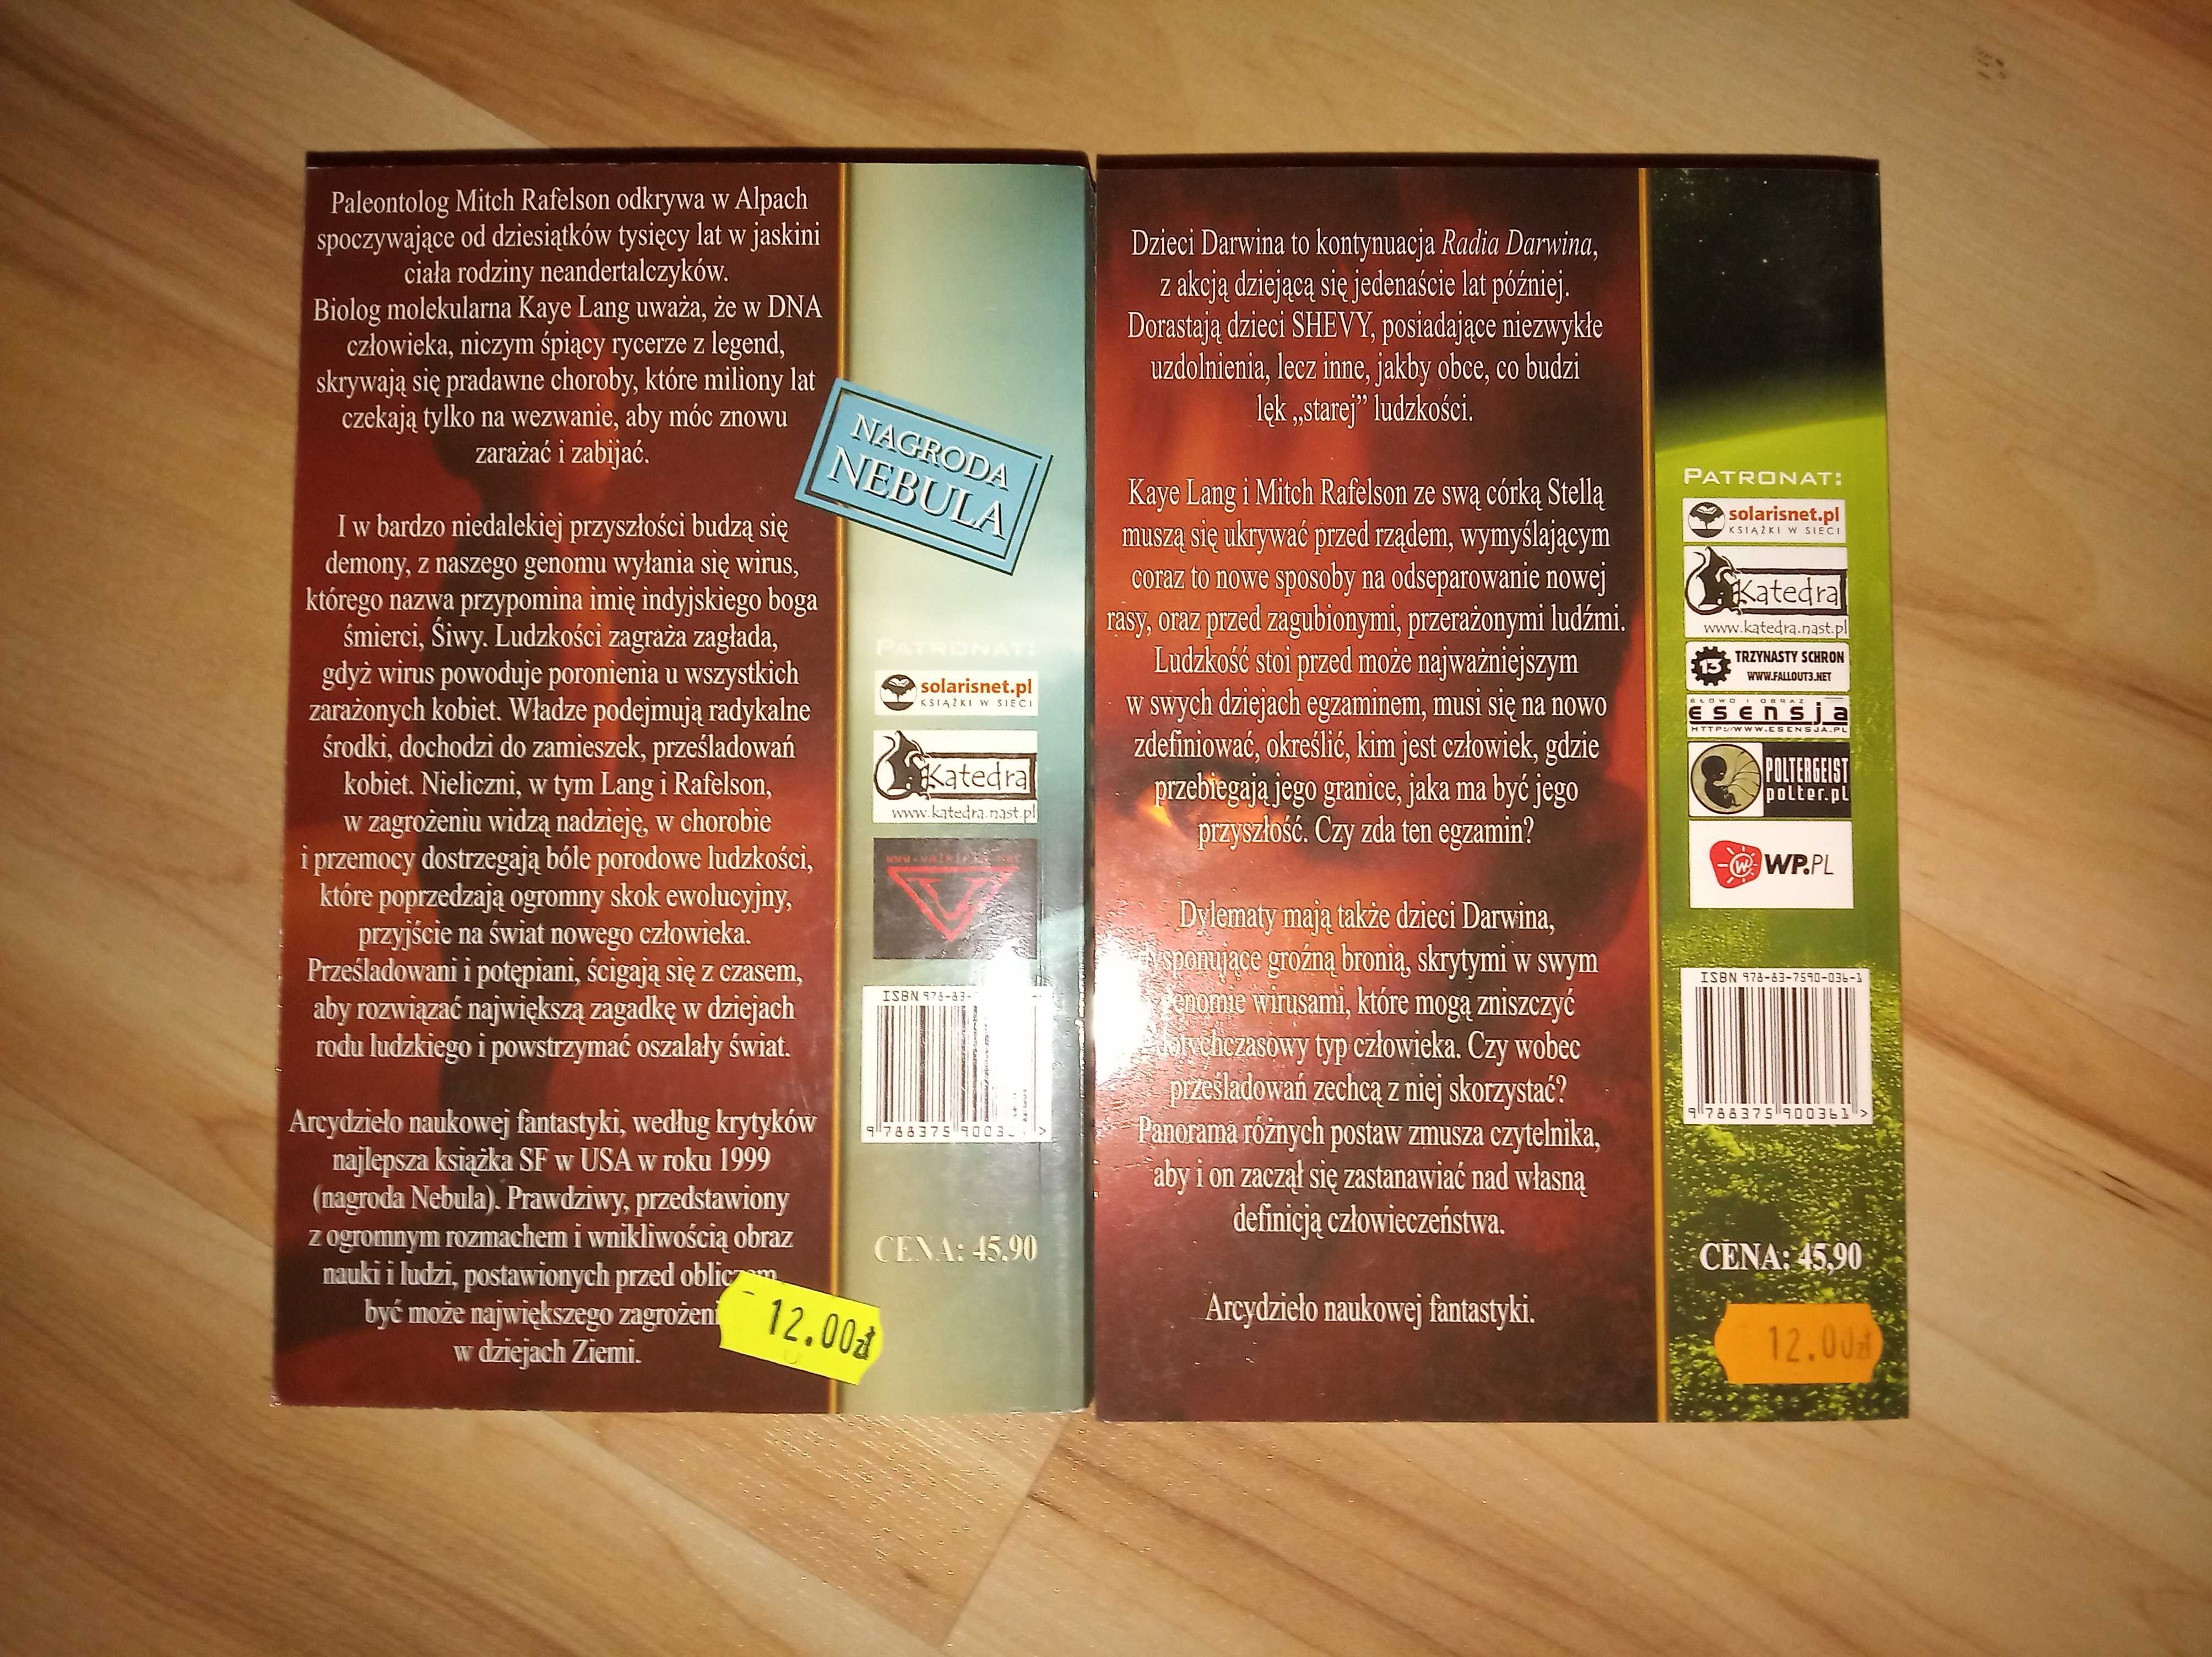 Paleontolog Mitch Rafelson odkrywa w Alpach
spoczywające od dziesiątków tysięcy lat w jaskini
ciała rodziny neandertalczyków.
Biolog molekularna Kaye Lang uważa, że w DNA
człowieka, niczym śpiący rycerze z legend,
skrywają się pradawne choroby, które miliony lat
czekają tylko na wezwanie, aby móc znowu
zarażać i zabijać.
I w bardzo niedalekiej przyszłości budzą się
demony, z naszego genomu wyłania się wirus,
którego nazwa przypomina imię indyjskiego boga
śmierci, Śiwy. Ludzkości zagraża zagłada,
gdyż wirus powoduje poronienia u wszystkich
zarażonych kobiet. Władze podejmują radykalne
środki, dochodzi do zamieszek, prześladowań
kobiet. Nieliczni, w tym Lang i Rafelson,
w zagrożeniu widzą nadzieję, w chorobie
i przemocy dostrzegają bóle porodowe ludzkości,
które poprzedzają ogromny skok ewolucyjny,
przyjście na świat nowego człowieka.
Prześladowani i potępiani, ścigają się z czasem,
aby rozwiązać największą zagadkę w dziejach
rodu ludzkiego i powstrzymać oszalały świat.
Arcydzieło naukowej fantastyki, według krytyków
najlepsza książka SF w USA w roku 1999
(nagroda Nebula). Prawdziwy, przedstawiony
z ogromnym rozmachem i wnikliwością obraz
nauki i ludzi, postawionych przed
być może największego
w dziejach Ziemi.
12.00zł
NAGRODA
NEBULA
PATRONAT:
solarisnet.pl
KSIĄŻKI W SIECI
Katedra
www.katedra.nast.pl
ISBN 978-83-
9 788375 9003
CENA: 45,90
Dzieci Darwina to kontynuacja Radia Darwina,
z akcją dziejącą się jedenaście lat później.
Dorastają dzieci SHEVY, posiadające niezwykłe
uzdolnienia, lecz inne, jakby obce, co budzi
lęk „starej” ludzkości.
Kaye Lang i Mitch Rafelson ze swą córką Stellą
muszą się ukrywać przed rządem, wymyślającym
coraz to nowe sposoby na odseparowanie nowej
rasy, oraz przed zagubionymi, przerażonymi ludźmi.
Ludzkość stoi przed może najważniejszym
w swych dziejach egzaminem, musi się na nowo
zdefiniować, określić, kim jest człowiek, gdzie
przebiegają jego granice, jaka ma być jego
przyszłość. Czy zda ten egzamin?
Dylematy mają także dzieci Darwina,
groźną bronią, skrytymi w swym
genomie wirusami, które mogą zniszczyć
dotychczasowy typ człowieka. Czy wobec
prześladowań zechcą z niej skorzystać?
Panorama różnych postaw zmusza czytelnika,
aby i on zaczął się zastanawiać nad własną
definicją człowieczeństwa.
Arcydzieło naukowej fantastyki.
PATRONAT:
solarisnet.pl
KSIĄŻKI W SIECI
Katedra
www.katedra.nast.pl
13 TRZYNASTY SCHRON
WWW.FALLOUT3.NET
SŁOWO I OBRAZ
esensja
HTTP://WWW.ESENSJA.PL
POLTERGEIST
polter.pl
W WP.PL
ISBN 978-83-7590-036-1
9 788375 900361 >
CENA: 45,90
12.00zł